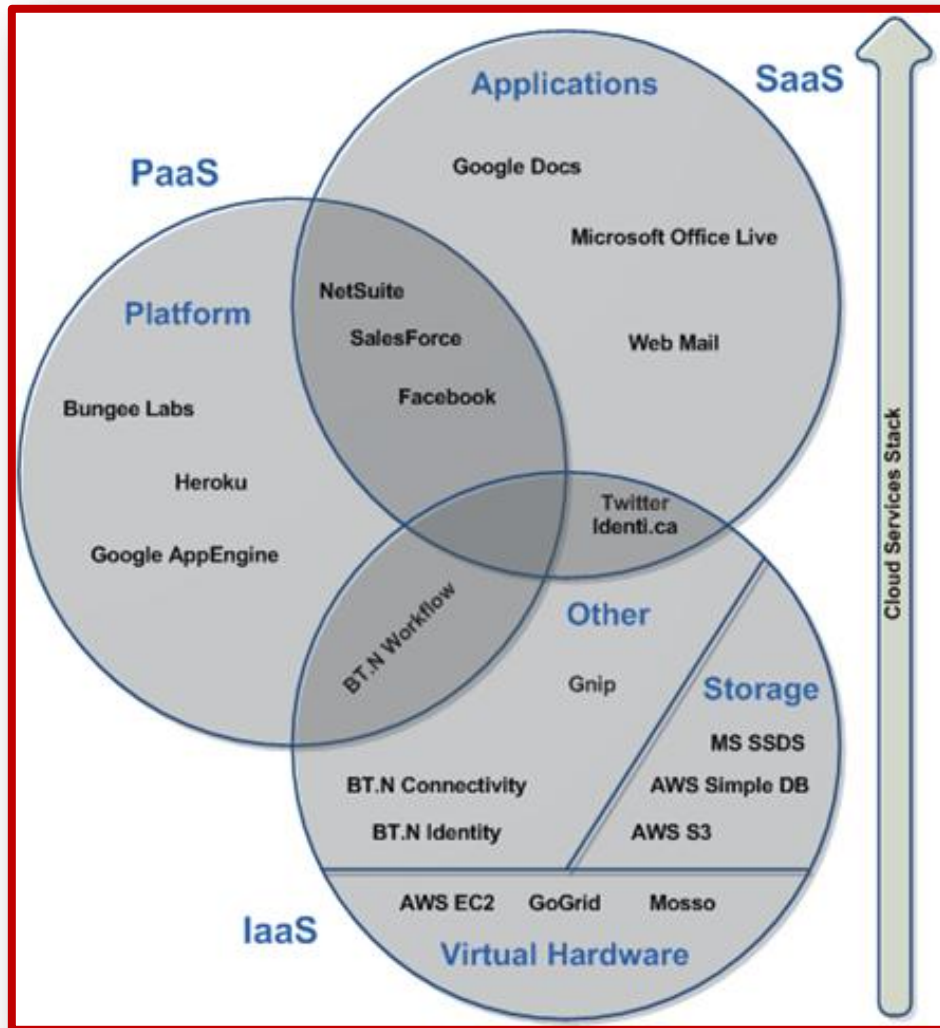 Applications
SaaS
Google Docs
PaaS
Microsoft Office Live
NetSuite
Platform
SalesForce
Web Mail
Facebook
Bungee Labs
Heroku
Twitter
Identi.ca
Google AppEngine
Cloud Services Stack
BT.N Workflow
Other
Gnip
Storage
MS SSDS
BT.N Connectivity
AWS Simple DB
BT.N Identity
AWS S3
AWS EC2
GoGrid
Mosso
IaaS
Virtual Hardware